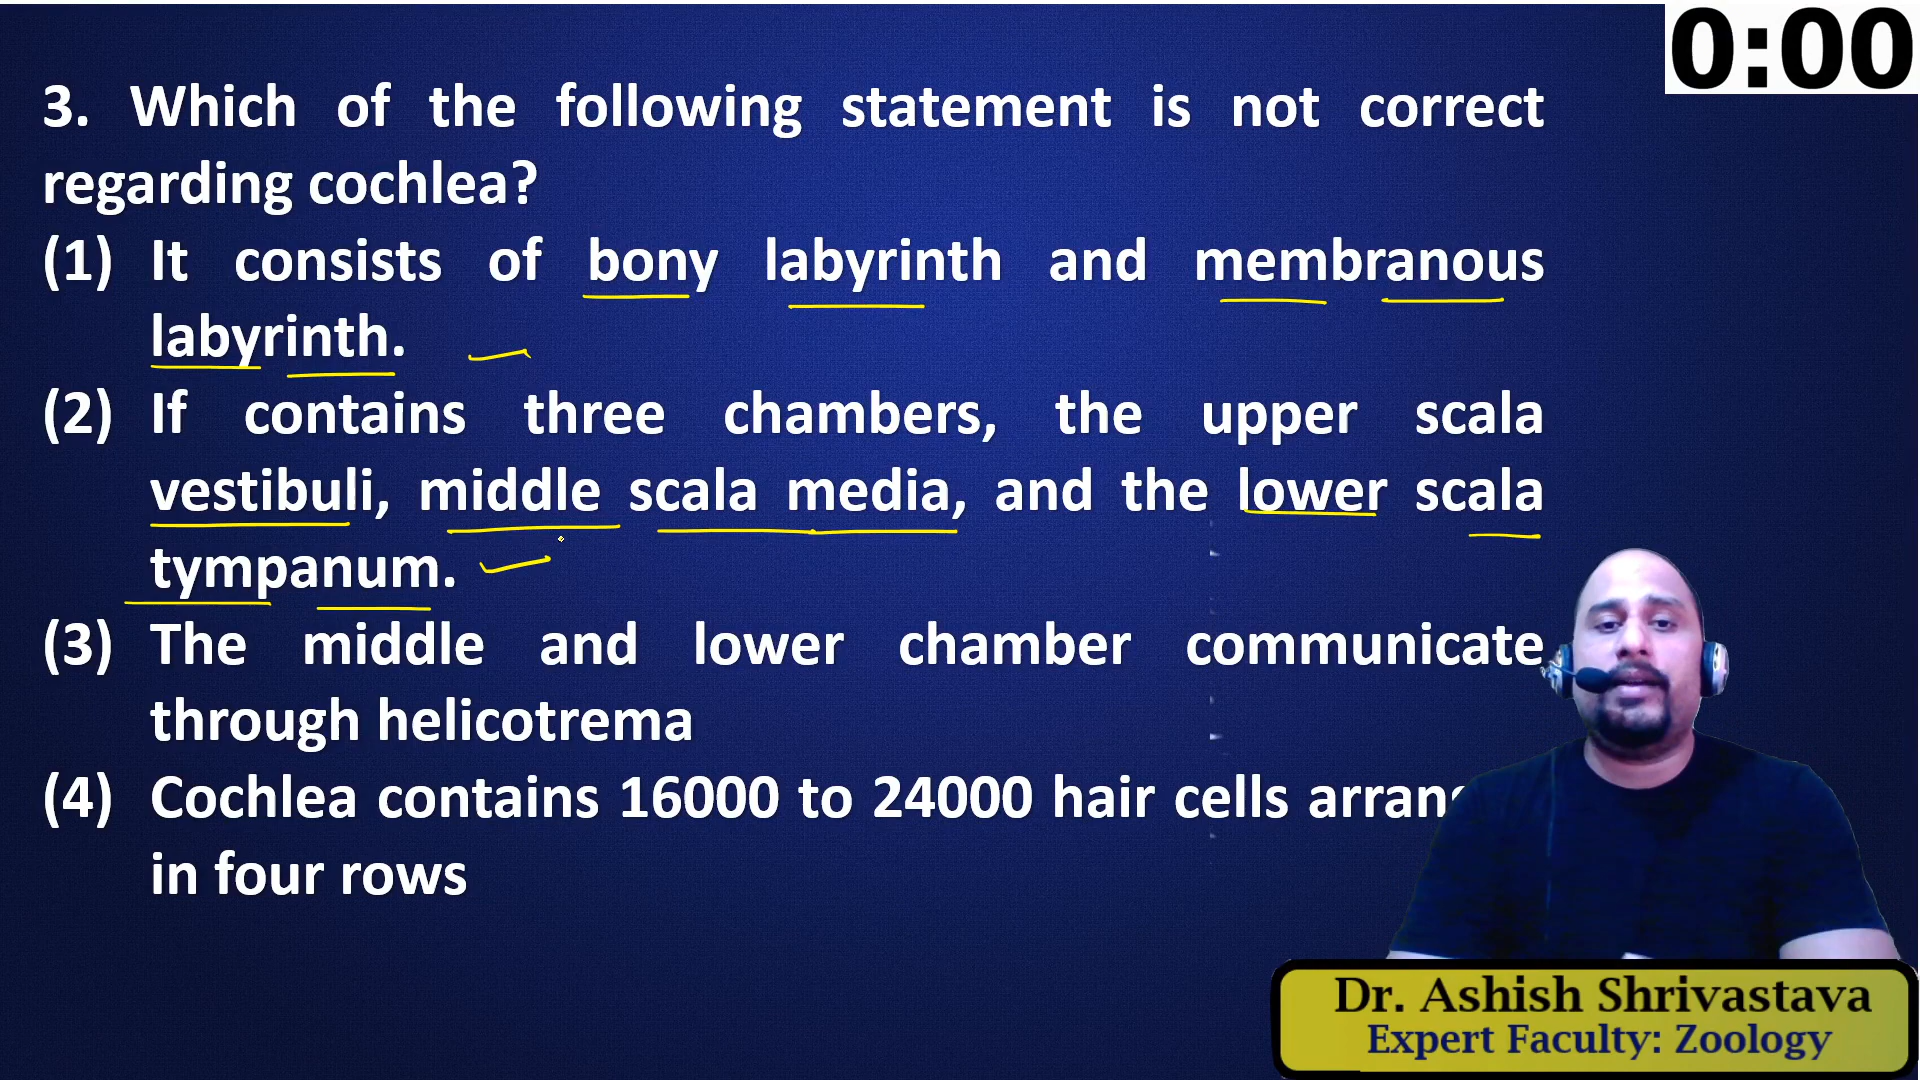 0:00
3. Which of the following statement is not correct
regarding cochlea?
(1) It consists of bony labyrinth and membranous
labyrinth.
(2) If contains three chambers, the upper scala
vestibuli, middle scala media, and the lower scala
tympanum.
(3) The middle and lower chamber communicate
through helicotrema
(4) Cochlea contains 16000 to 24000 hair cells
in four rows
Dr. Ashish Shrivastava
Expert Faculty: Zoology